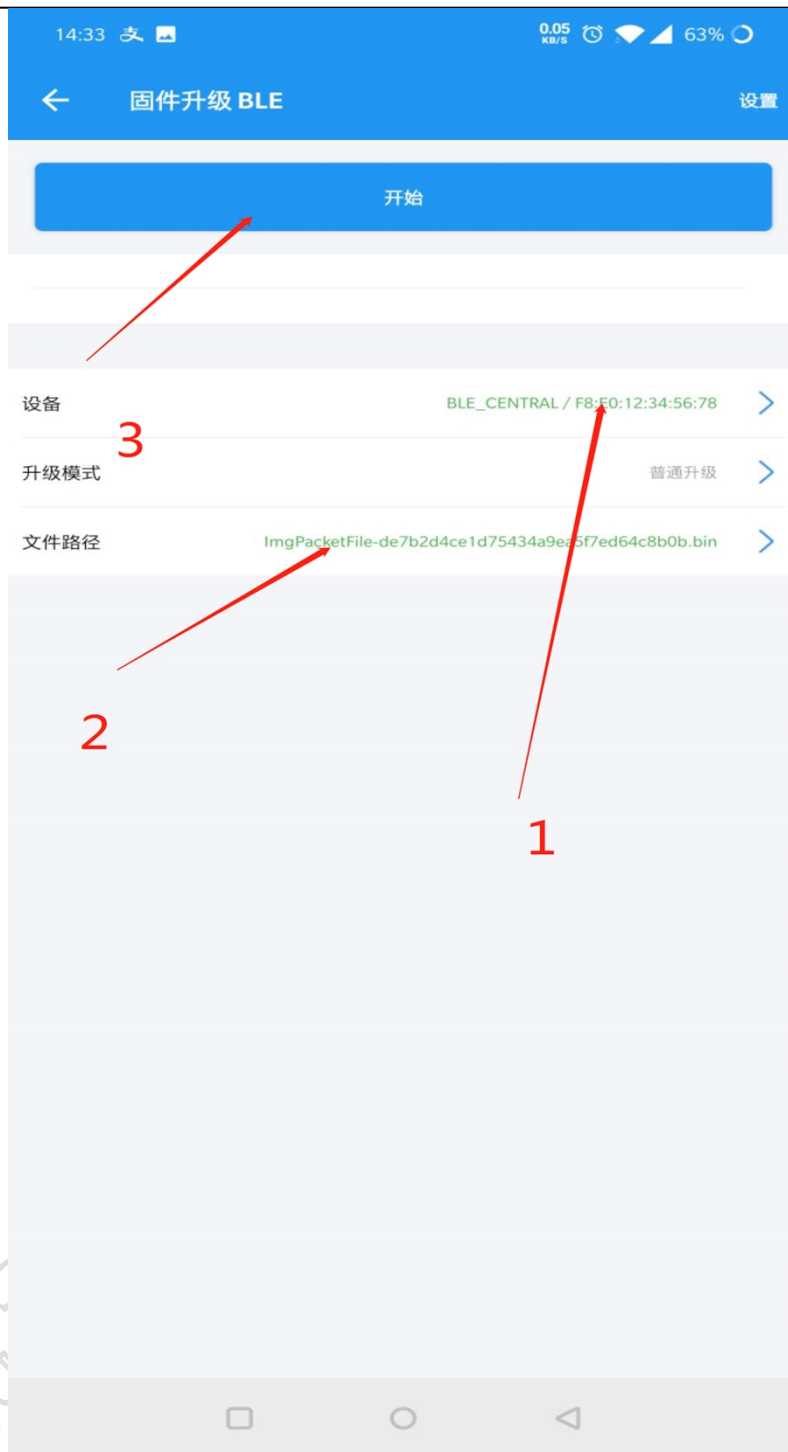 14:33 支 0.05 KB/S 63%
固件升级 BLE 设置
开始
设备 BLE_CENTRAL / F8:E0:12:34:56:78
3
升级模式 普通升级
文件路径 ImgPacketFile-de7b2d4ce1d75434a9ea5f7ed64c8b0b.bin
2
1